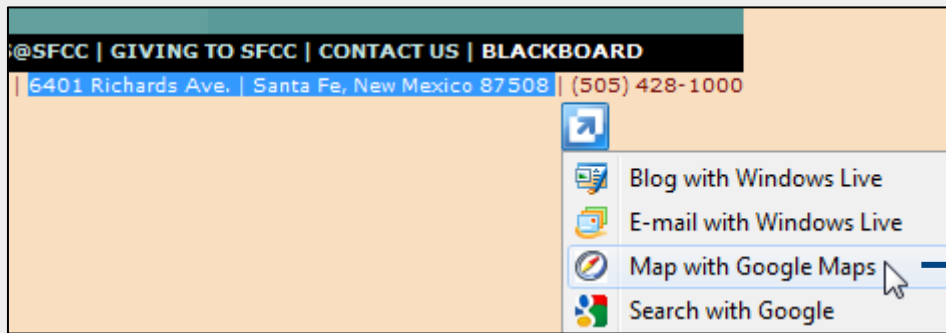 @SFCC | GIVING TO SFCC | CONTACT US | BLACKBOARD
| 6401 Richards Ave. | Santa Fe, New Mexico 87508 | (505) 428-1000
Blog with Windows Live
E-mail with Windows Live
Map with Google Maps
Search with Google